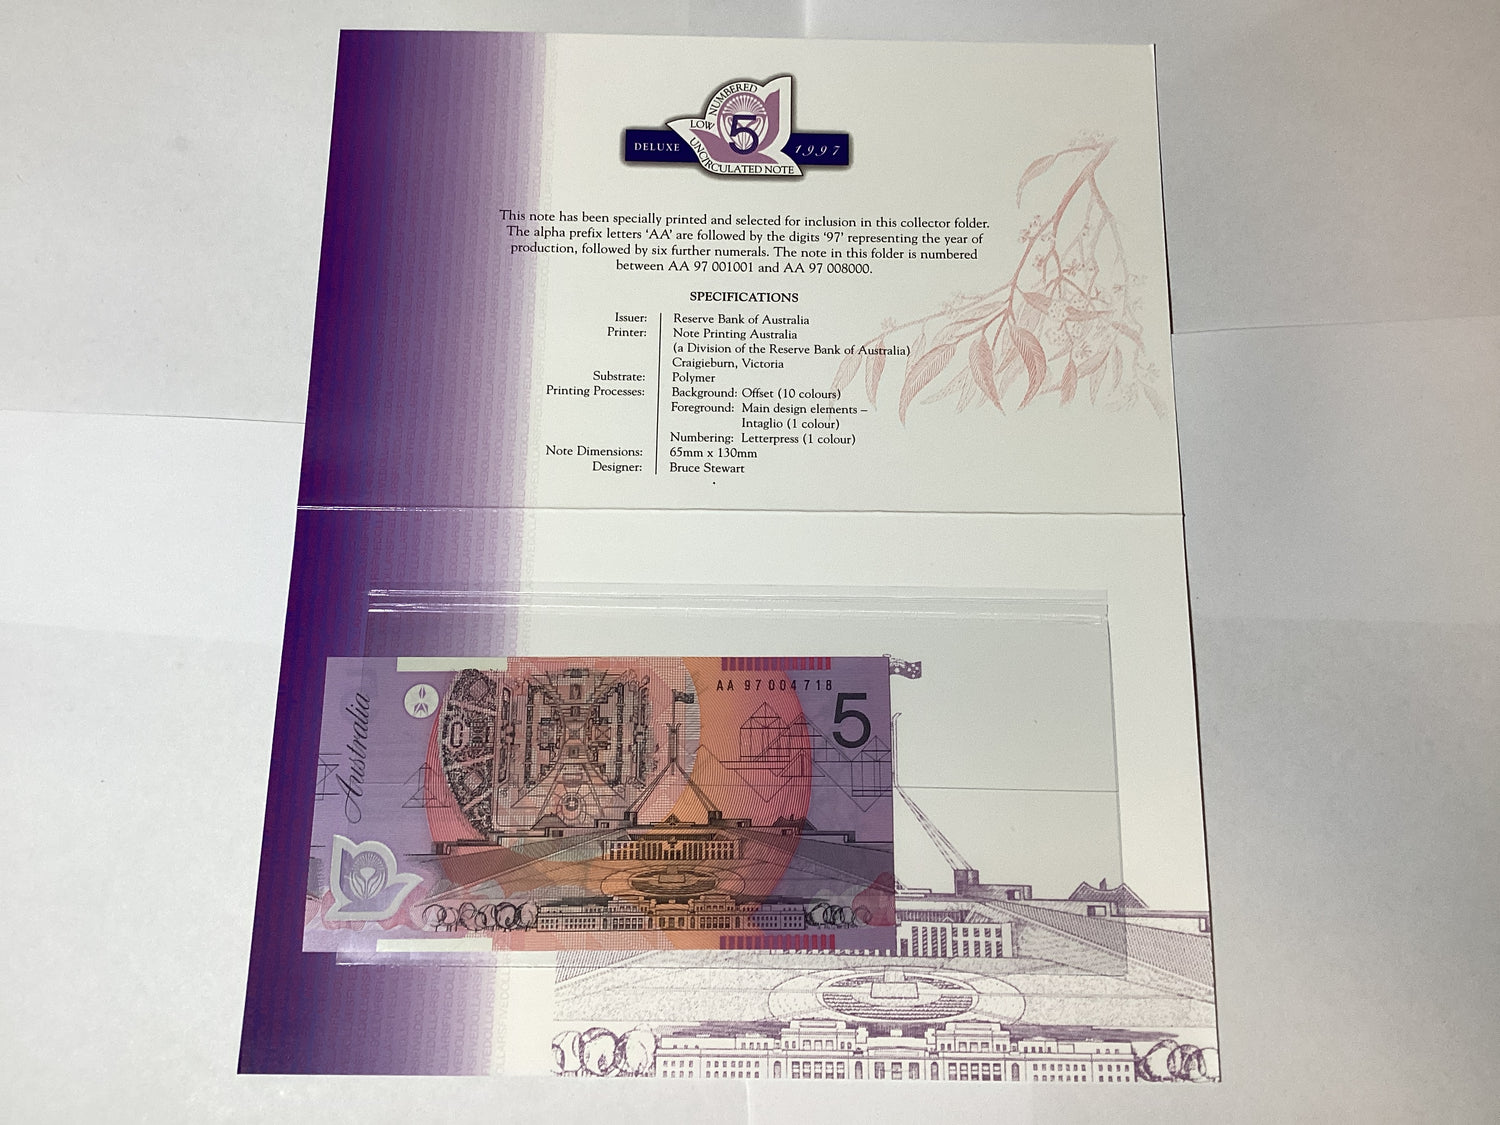 LOW NUMBERED
5
DELUXE 1997
UNCIRCULATED NOTE
This note has been specially printed and selected for inclusion in this collector folder.
The alpha prefix letters ‘AA’ are followed by the digits ‘97’ representing the year of
production, followed by six further numerals. The note in this folder is numbered
between AA 97 001001 and AA 97 008000.
SPECIFICATIONS
Issuer: Reserve Bank of Australia
Printer: Note Printing Australia
(a Division of the Reserve Bank of Australia)
Craigieburn, Victoria
Substrate: Polymer
Printing Processes: Background: Offset (10 colours)
Foreground: Main design elements –
Intaglio (1 colour)
Numbering: Letterpress (1 colour)
Note Dimensions: 65mm x 130mm
Designer: Bruce Stewart
AA 97 004718
5
Australia